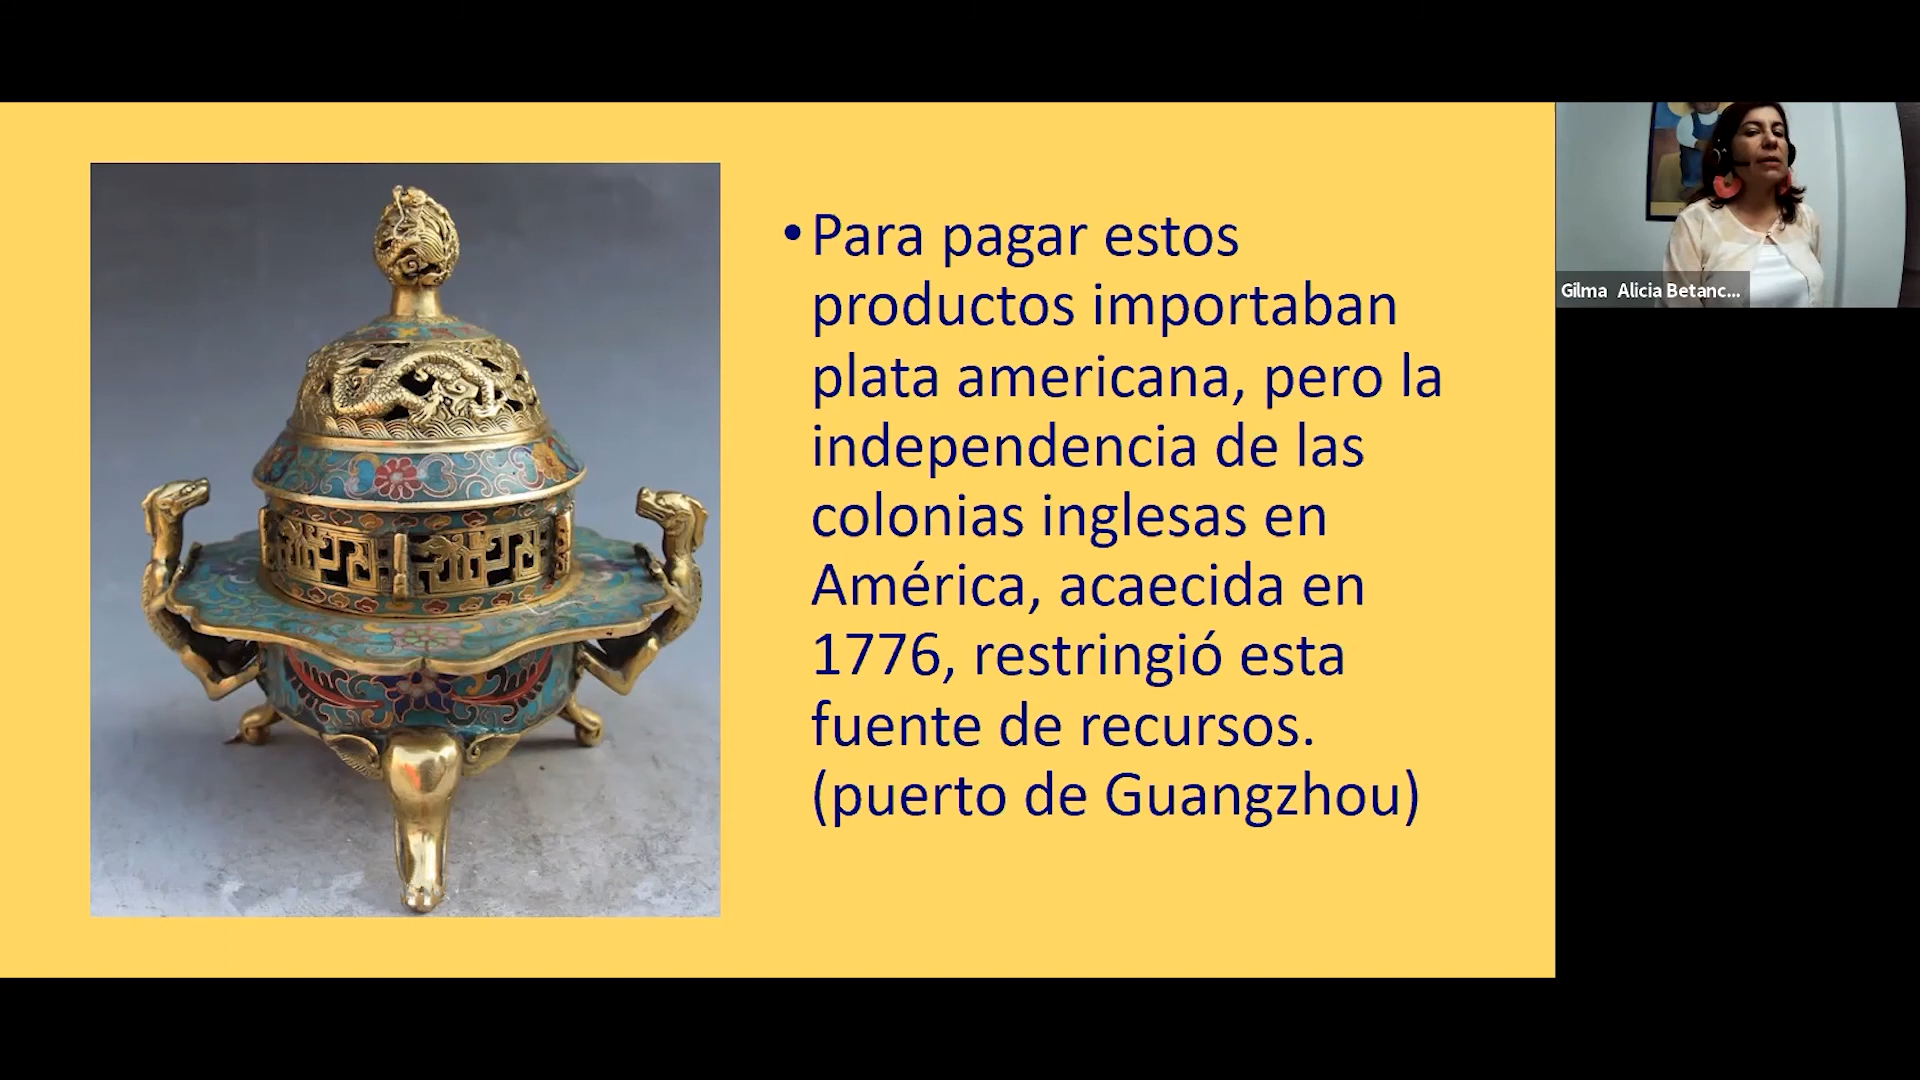 • Para pagar estos
productos importaban
plata americana, pero la
independencia de las
colonias inglesas en
América, acaecida en
1776, restringió esta
fuente de recursos.
(puerto de Guangzhou)
Gilma Alicia Betanc...